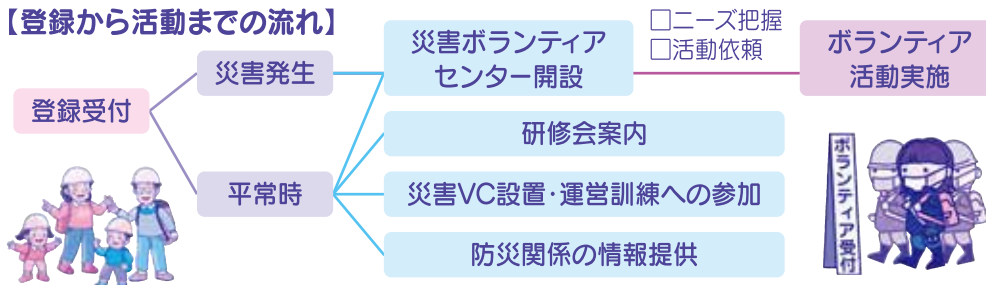 【登録から活動までの流れ】
登録受付
災害発生
平常時
災害ボランティア
センター開設
□ニーズ把握
□活動依頼
ボランティア
活動実施
研修会案内
災害VC設置・運営訓練への参加
防災関係の情報提供
ボランティア受付